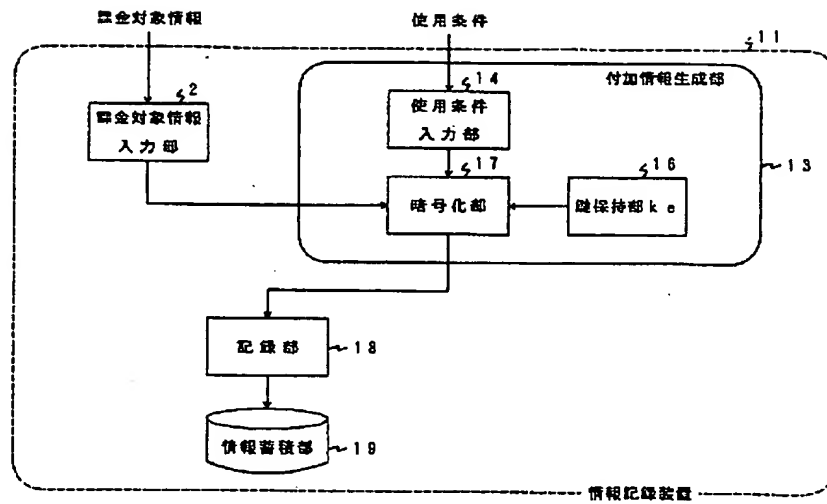 課金対象情報
使用条件
11
付加情報生成部
2
課金対象情報
入力部
14
使用条件
入力部
17
暗号化部
16
鍵保持部ke
13
記録部
18
情報蓄積部
19
情報記録装置